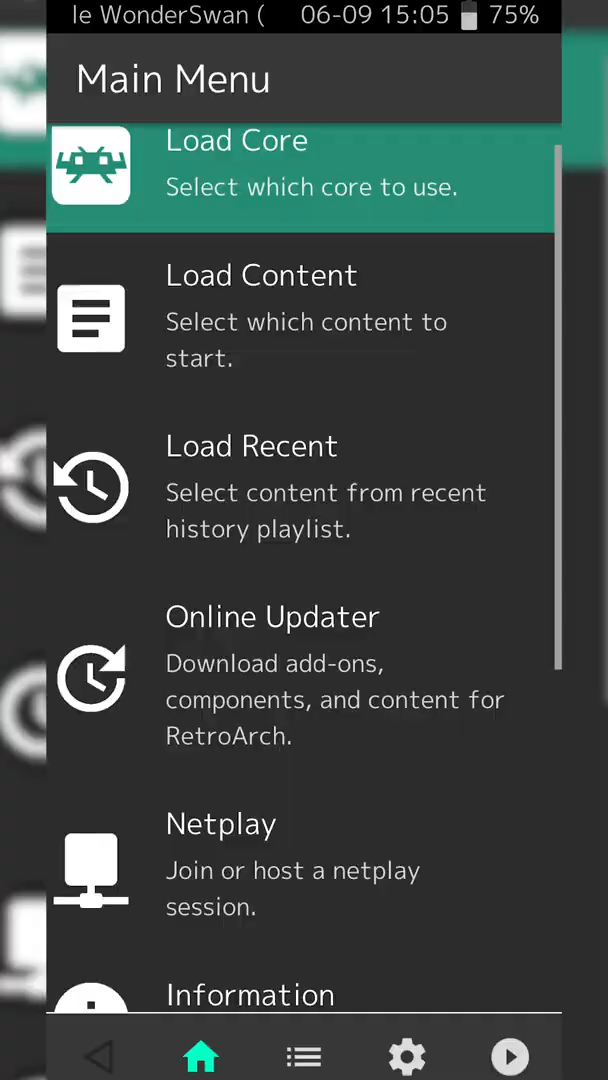 le WonderSwan ( 06-09 15:05 75%
Main Menu
Load Core
Select which core to use.
Load Content
Select which content to
start.
Load Recent
Select content from recent
history playlist.
Online Updater
Download add-ons,
components, and content for
RetroArch.
Netplay
Join or host a netplay
session.
Information